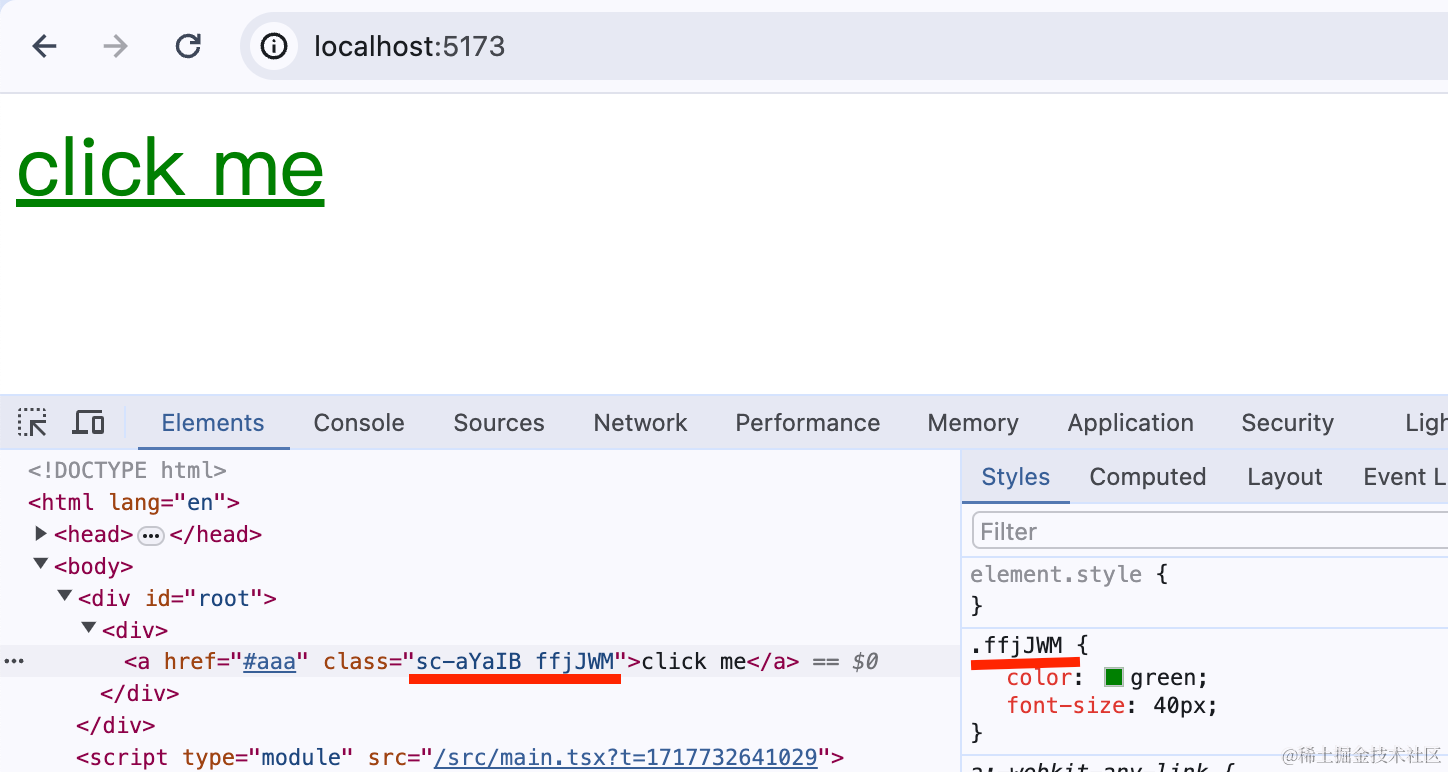 localhost:5173
click me
Elements Console Sources Network Performance Memory Application Security Ligh
<!DOCTYPE html>
<html lang="en">
<head> ••• </head>
<body>
<div id="root">
<div>
••• <a href="#aaa" class="sc-aYaIB ffjJWM">click me</a> == $0
</div>
</div>
<script type="module" src="/src/main.tsx?t=1717732641029">
Styles Computed Layout Event L
Filter
element.style {
}
.ffjJWM {
color: green;
font-size: 40px;
}
a:-webkit-any-link {
@稀土掘金技术社区